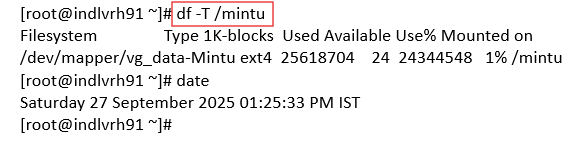 [root@indlvrh91 ~]# df -T /mintu
Filesystem Type 1K-blocks Used Available Use% Mounted on
/dev/mapper/vg_data-Mintu ext4 25618704 24 24344548 1% /mintu
[root@indlvrh91 ~]# date
Saturday 27 September 2025 01:25:33 PM IST
[root@indlvrh91 ~]#